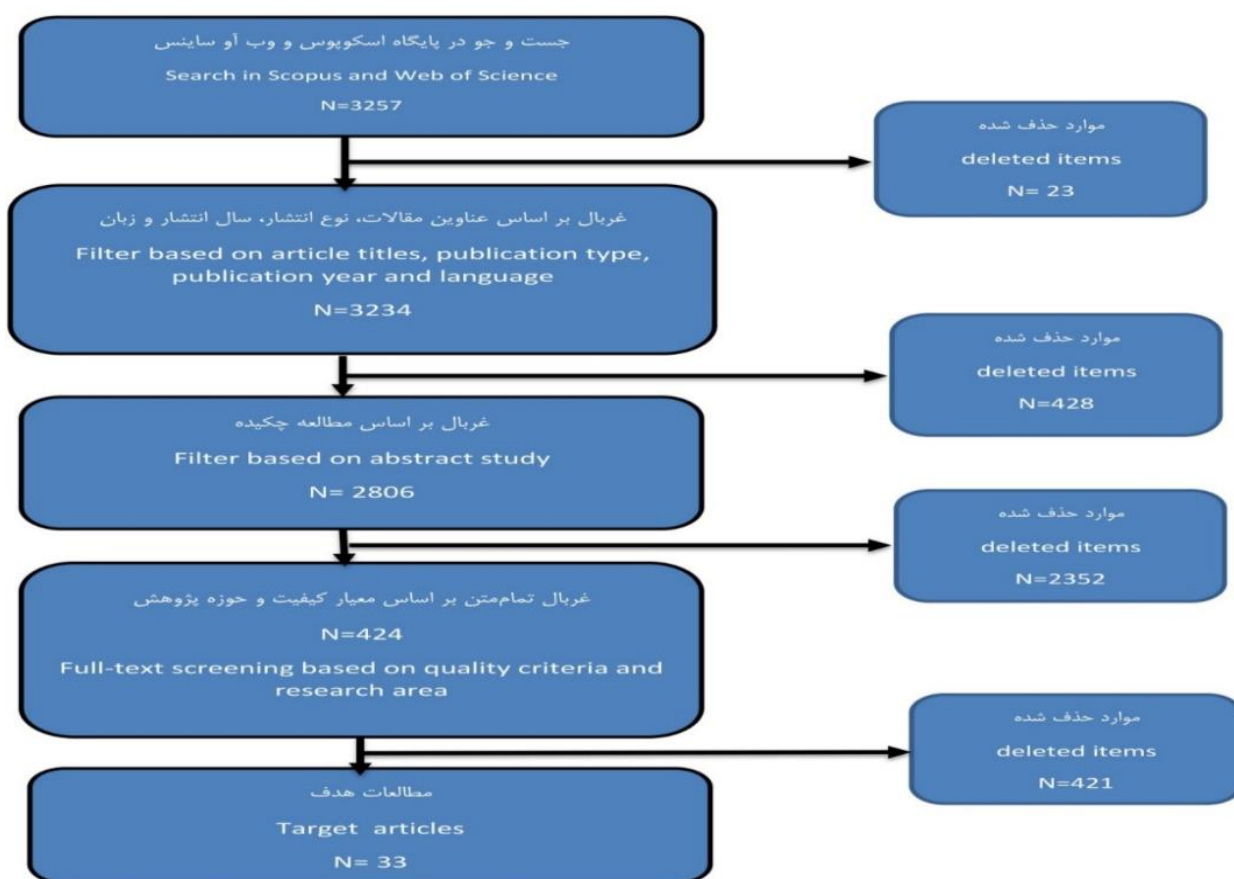 جست و جو در پایگاه اسکوپوس و وب آو ساینس
Search in Scopus and Web of Science
N=3257
موارد حذف شده
deleted items
N= 23
غربال بر اساس عناوین مقالات، نوع انتشار، سال انتشار و زبان
Filter based on article titles, publication type,
publication year and language
N=3234
موارد حذف شده
deleted items
N=428
غربال بر اساس مطالعه چکیده
Filter based on abstract study
N= 2806
موارد حذف شده
deleted items
N=2352
غربال تمام‌متن بر اساس معیار کیفیت و حوزه پژوهش
N=424
Full-text screening based on quality criteria and
research area
موارد حذف شده
deleted items
N=421
مطالعات هدف
Target articles
N= 33